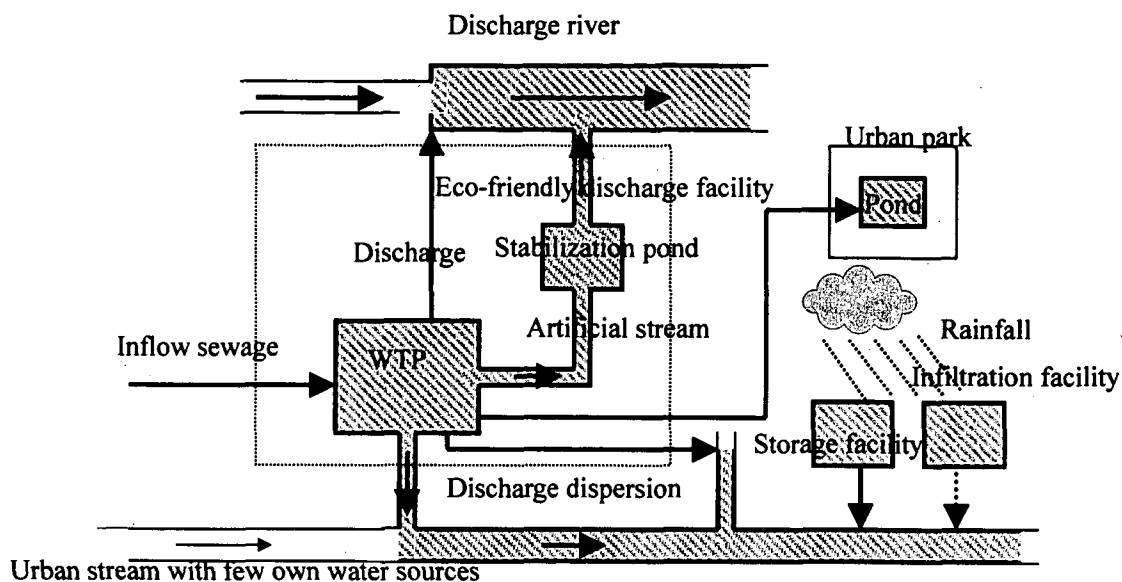 Discharge river
Urban park
Pond
Eco-friendly discharge facility
Stabilization pond
Discharge
Artificial stream
Rainfall
Inflow sewage
WTP
Infiltration facility
Storage facility
Discharge dispersion
Urban stream with few own water sources